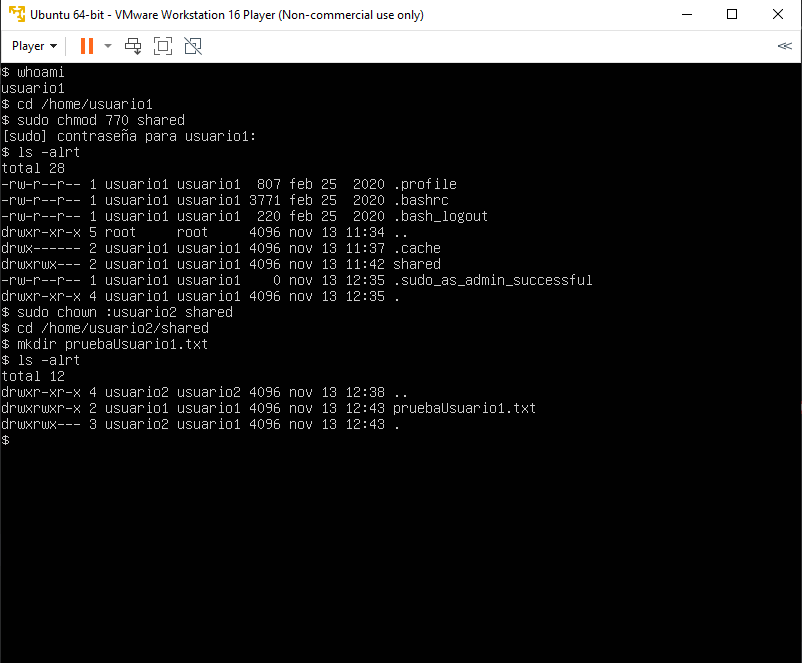 Ubuntu 64-bit - VMware Workstation 16 Player (Non-commercial use only)
Player
$ whoami
usuario1
$ cd /home/usuario1
$ sudo chmod 770 shared
[sudo] contraseña para usuario1:
$ ls -alrt
total 28
-rw-r--r-- 1 usuario1 usuario1  807 feb 25  2020 .profile
-rw-r--r-- 1 usuario1 usuario1 3771 feb 25  2020 .bashrc
-rw-r--r-- 1 usuario1 usuario1  220 feb 25  2020 .bash_logout
drwxr-xr-x 5 root     root     4096 nov 13 11:34 ..
drwx------ 2 usuario1 usuario1 4096 nov 13 11:37 .cache
drwxrwx--- 2 usuario1 usuario1 4096 nov 13 11:42 shared
-rw-r--r-- 1 usuario1 usuario1    0 nov 13 12:35 .sudo_as_admin_successful
drwxr-xr-x 4 usuario1 usuario1 4096 nov 13 12:35 .
$ sudo chown :usuario2 shared
$ cd /home/usuario2/shared
$ mkdir pruebaUsuario1.txt
$ ls -alrt
total 12
drwxr-xr-x 4 usuario2 usuario2 4096 nov 13 12:38 ..
drwxrwxr-x 2 usuario1 usuario1 4096 nov 13 12:43 pruebaUsuario1.txt
drwxrwx--- 3 usuario2 usuario1 4096 nov 13 12:43 .
$